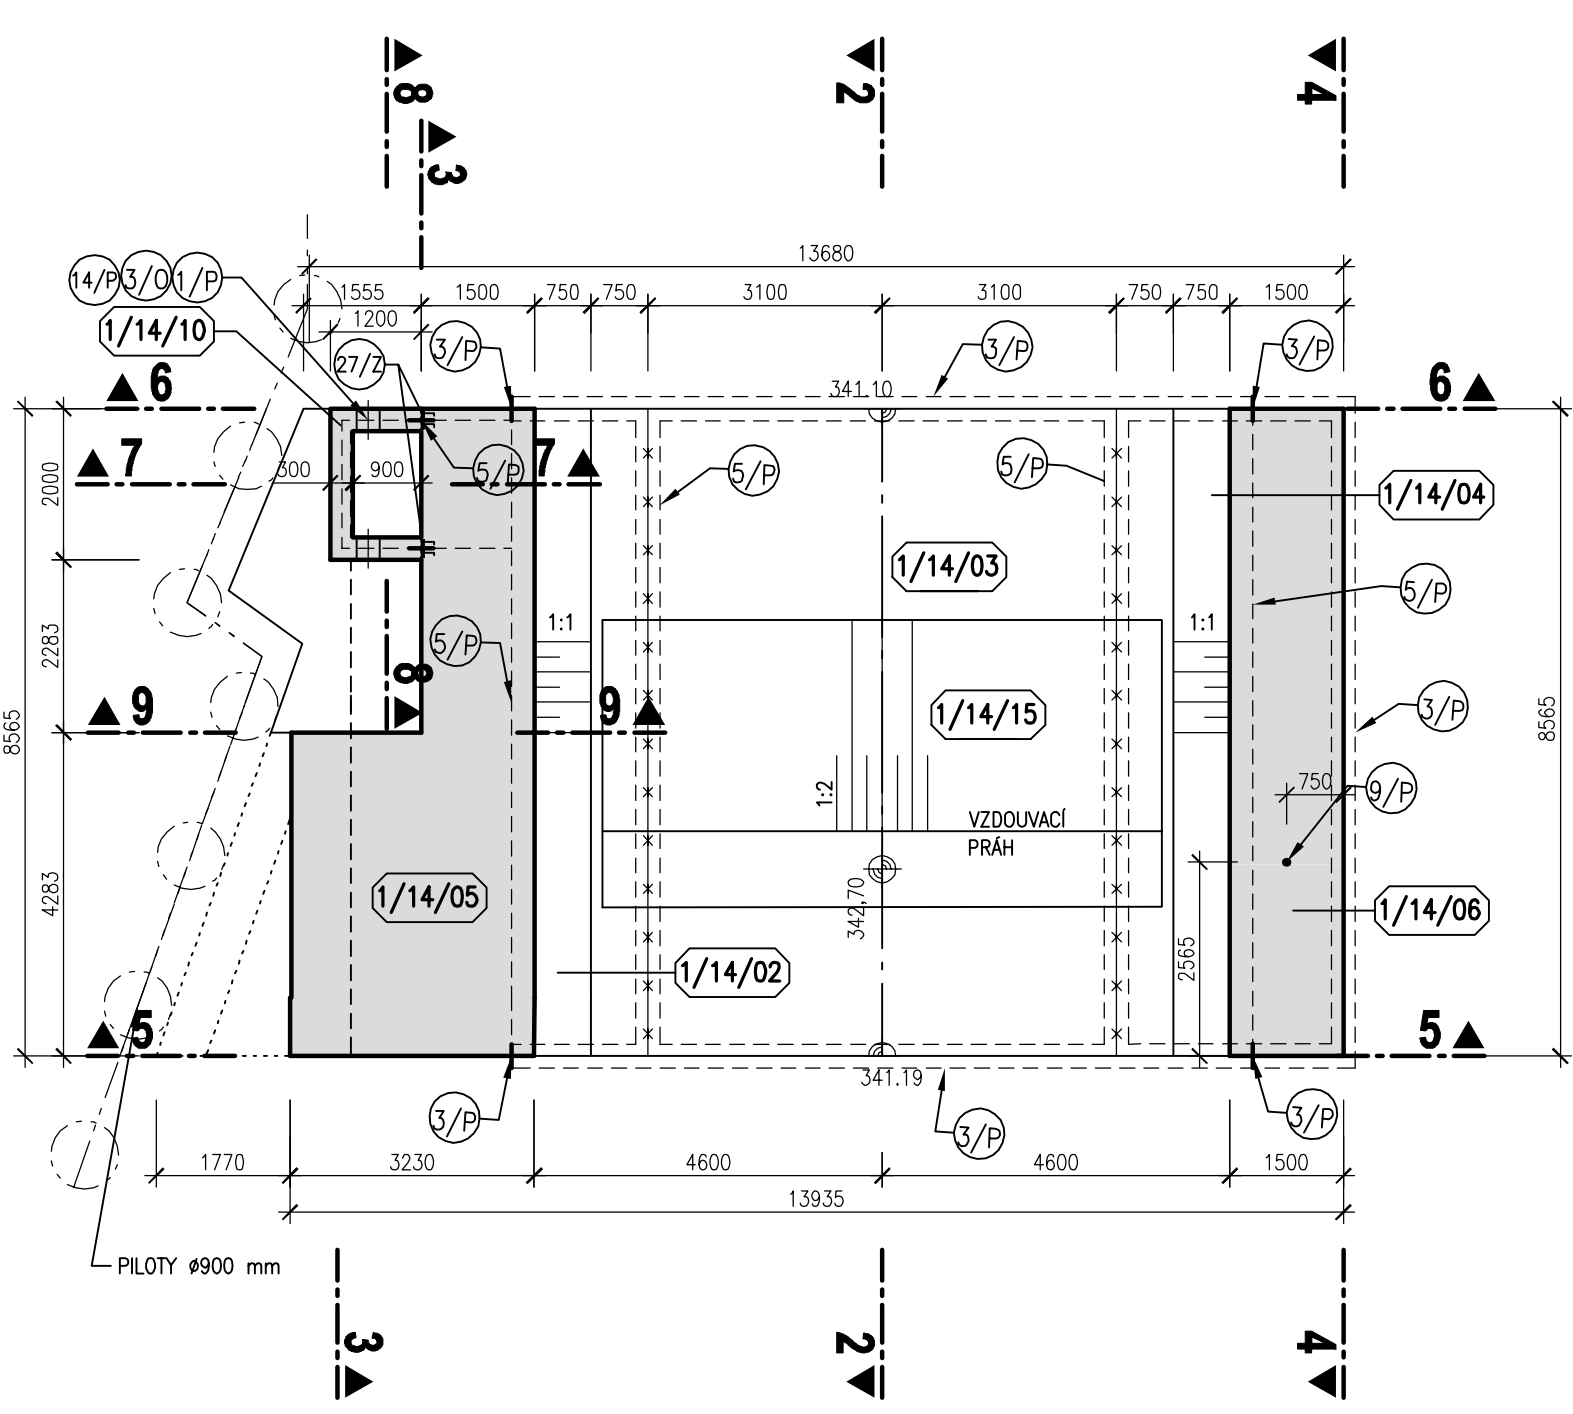 8
2
4
3
13680
14/P 3/O 1/P
1555 1500 750 750 3100 3100 750 750 1500
1200
1/14/10
3/P
3/P
3/P
27/Z
6
341.10
6
7
300
900
5/P
7
5/P
5/P
1/14/04
2000
1/14/03
5/P
1:1
1:1
5/P
2283
8
9
9
1/14/15
3/P
8565
8565
750
9/P
1:2
VZDOUVACÍ
PRÁH
4283
1/14/05
342,70
1/14/06
2565
1/14/02
5
5
341.19
3/P
3/P
3/P
1770 3230 4600 4600 1500
13935
PILOTY ø900 mm
3
2
4